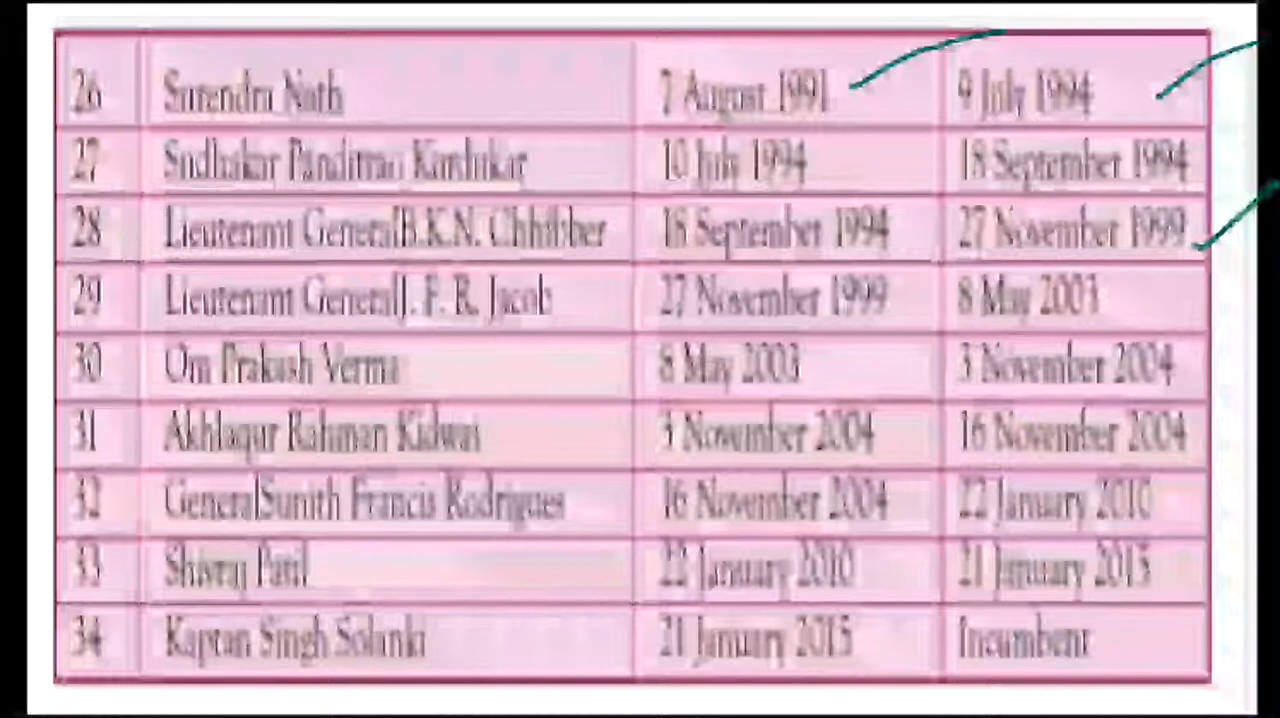 26 Surendra Nath 7 August 1991 9 July 1994
27 Sudhakar Panditrao Kurdukar 10 July 1994 18 September 1994
28 Lieutenant GeneralB.K.N. Chhibber 18 September 1994 27 November 1999
29 Lieutenant GeneralJ. F. R. Jacob 27 November 1999 8 May 2003
30 Om Prakash Verma 8 May 2003 3 November 2004
31 Akhlaqur Rahman Kidwai 3 November 2004 16 November 2004
32 GeneralSunith Francis Rodrigues 16 November 2004 22 January 2010
33 Shivraj Patil 22 January 2010 21 January 2015
34 Kaptan Singh Solanki 21 January 2015 Incumbent